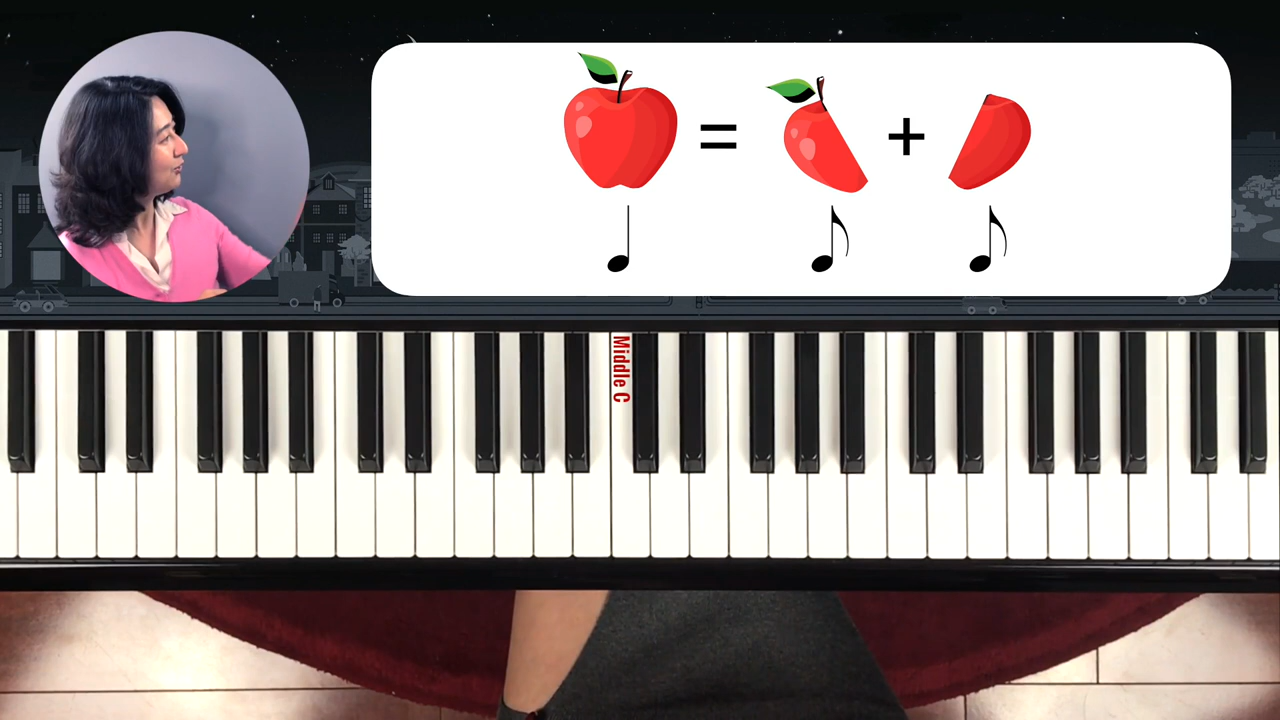 = +
Middle C